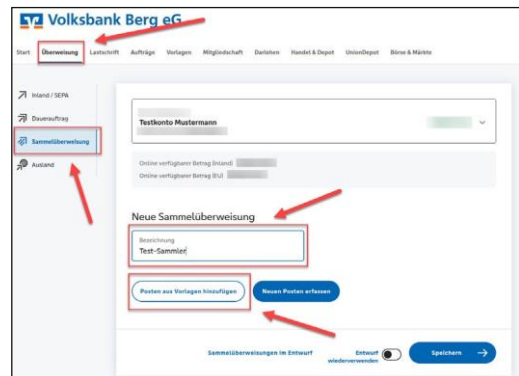 Volksbank Berg eG
Start Überweisung Lastschrift Aufträge Vorlagen Mitgliedschaft Darlehen Handel & Depot UnionDepot Börse & Märkte
Inland / SEPA
Dauerauftrag
Sammelüberweisung
Ausland
Testkonto Mustermann
Online verfügbarer Betrag (Inland)
Online verfügbarer Betrag (EU)
Neue Sammelüberweisung
Bezeichnung
Test-Sammler
Posten aus Vorlagen hinzufügen
Neuen Posten erfassen
Sammelüberweisungen im Entwurf
Entwurf wiederverwenden
Speichern